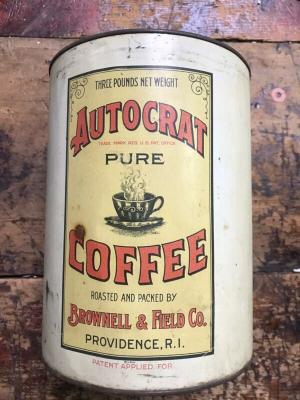 THREE POUNDS NET WEIGHT
AUTOCRAT
TRADE MARK REG. U.S. PAT. OFFICE
PURE
COFFEE
ROASTED AND PACKED BY
BROWNELL & FIELD CO.
PROVIDENCE, R.I.
PATENT APPLIED FOR